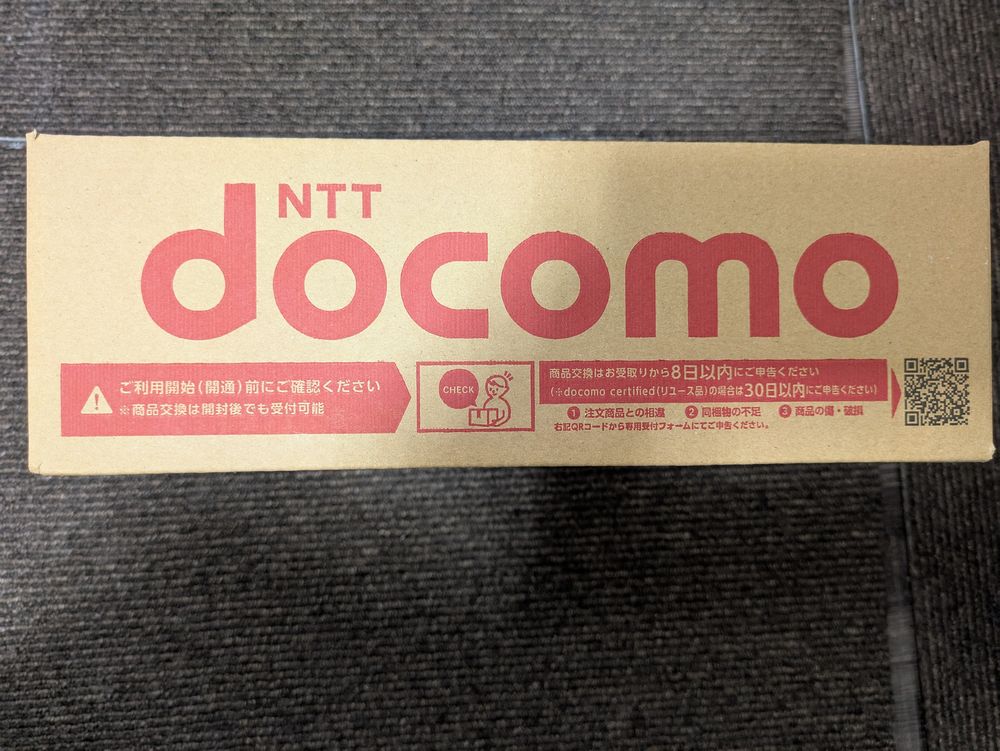 NTT
docomo
ご利用開始(開通)前にご確認ください
※商品交換は開封後でも受付可能
CHECK
商品交換はお受取りから8日以内にご申告ください
(※docomo certified(リユース品)の場合は30日以内にご申告ください)
① 注文商品との相違 ② 同梱物の不足 ③ 商品の傷・破損
右記QRコードから専用受付フォームにてご申告ください。